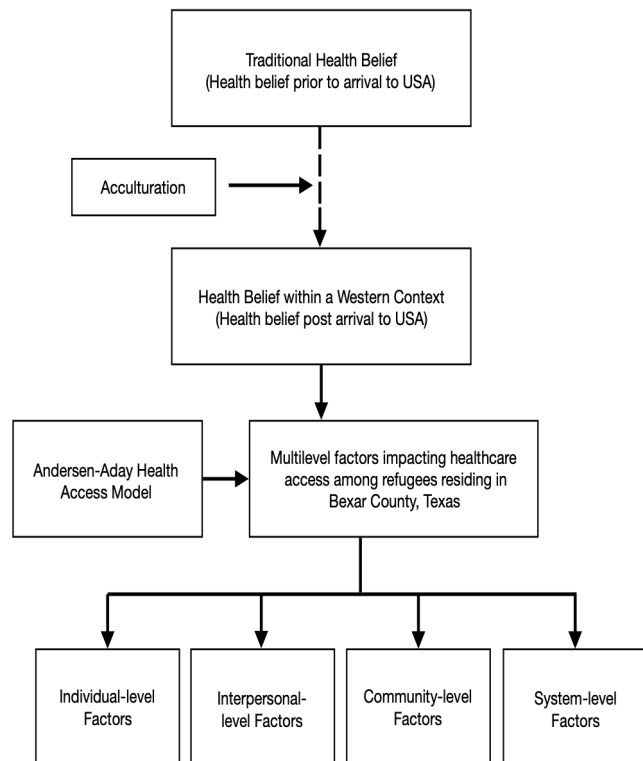 Traditional Health Belief
(Health belief prior to arrival to USA)
Acculturation
Health Belief within a Western Context
(Health belief post arrival to USA)
Andersen-Aday Health
Access Model
Multilevel factors impacting healthcare
access among refugees residing in
Bexar County, Texas
Individual-level
Factors
Interpersonal-
level Factors
Community-level
Factors
System-level
Factors